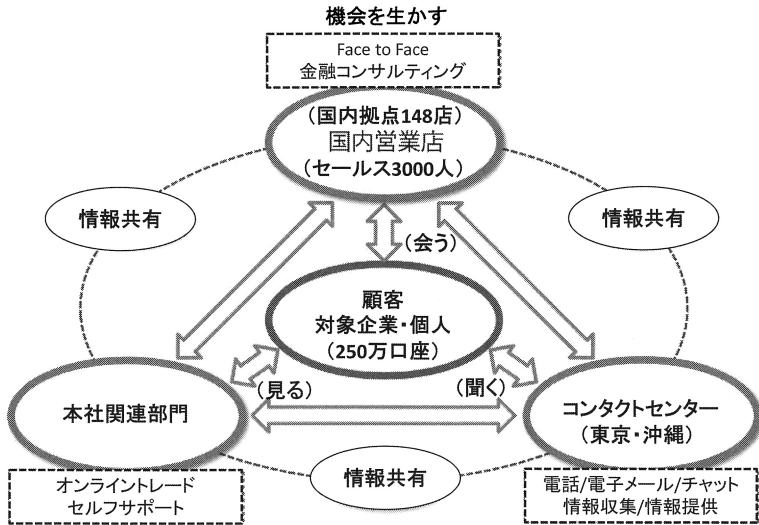 機会を生かす
Face to Face
金融コンサルティング
(国内拠点148店)
国内営業店
(セールス3000人)
情報共有
情報共有
(会う)
顧客
対象企業・個人
(250万口座)
(見る)
(聞く)
本社関連部門
コンタクトセンター
(東京・沖縄)
情報共有
オンライントレード
セルフサポート
電話/電子メール/チャット
情報収集/情報提供